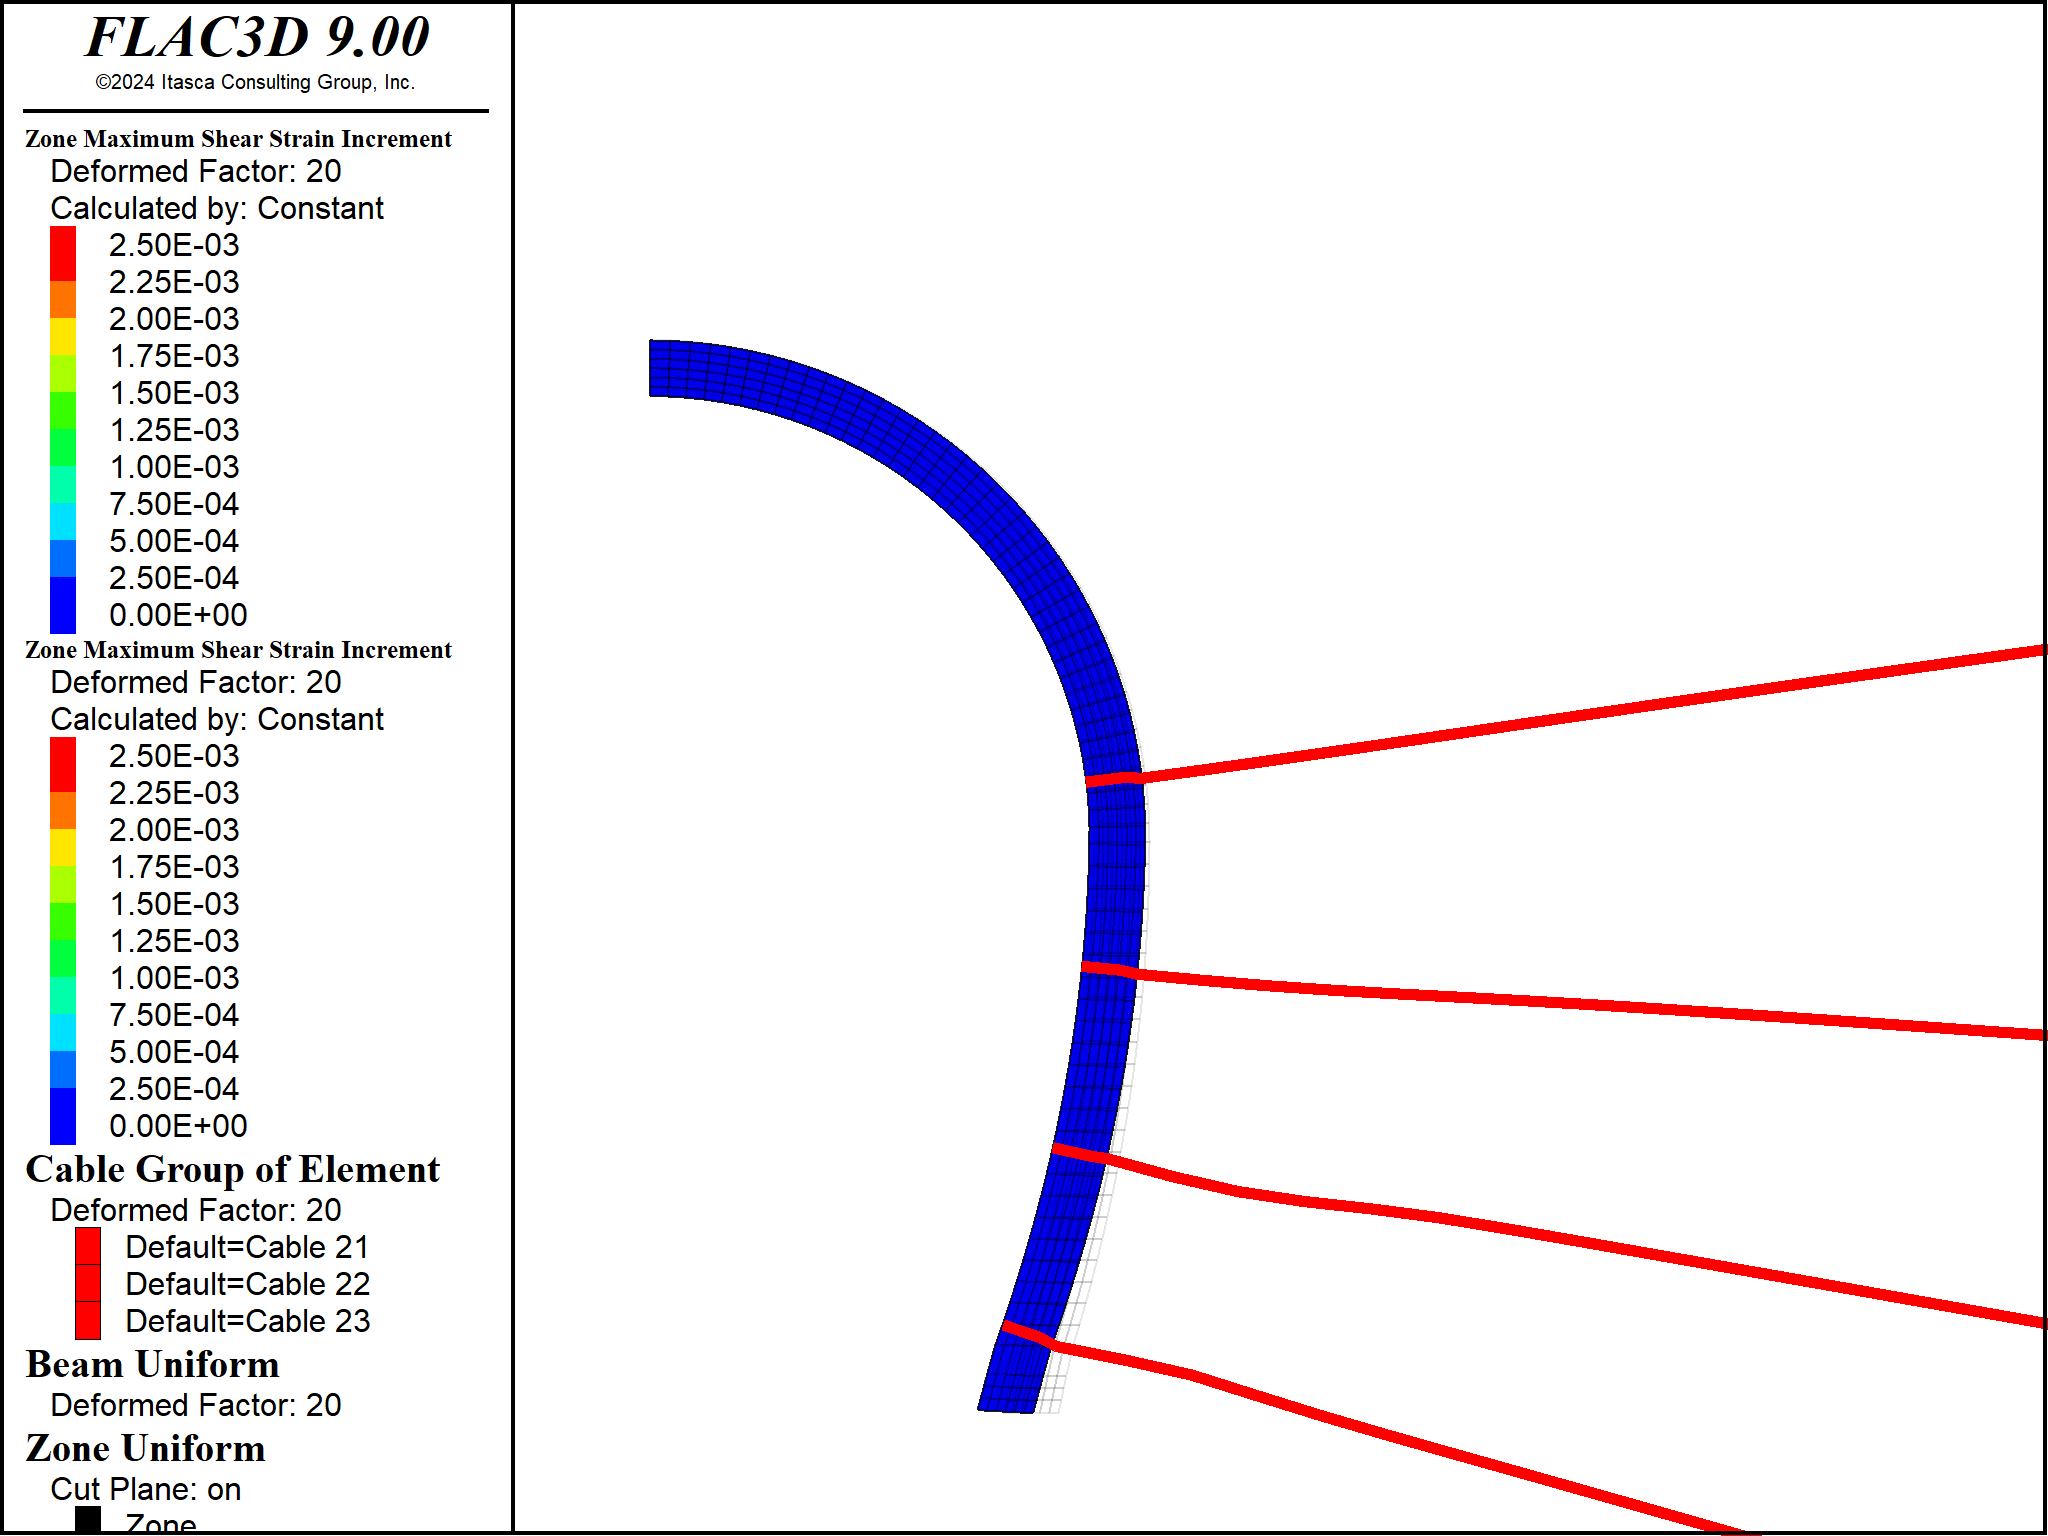 FLAC3D 9.00
©2024 Itasca Consulting Group, Inc.
Zone Maximum Shear Strain Increment
Deformed Factor: 20
Calculated by: Constant
2.50E-03
2.25E-03
2.00E-03
1.75E-03
1.50E-03
1.25E-03
1.00E-03
7.50E-04
5.00E-04
2.50E-04
0.00E+00
Zone Maximum Shear Strain Increment
Deformed Factor: 20
Calculated by: Constant
2.50E-03
2.25E-03
2.00E-03
1.75E-03
1.50E-03
1.25E-03
1.00E-03
7.50E-04
5.00E-04
2.50E-04
0.00E+00
Cable Group of Element
Deformed Factor: 20
Default=Cable 21
Default=Cable 22
Default=Cable 23
Beam Uniform
Deformed Factor: 20
Zone Uniform
Cut Plane: on
Zone